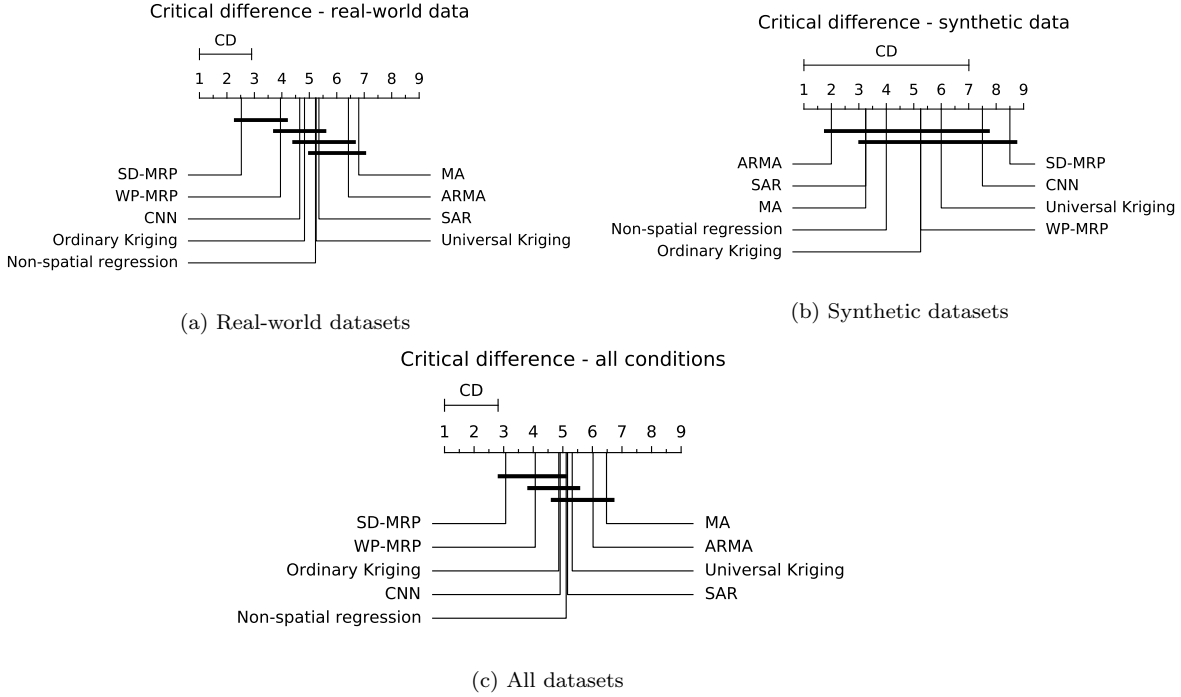 Critical difference - real-world data
CD
1 2 3 4 5 6 7 8 9
SD-MRP
WP-MRP
CNN
Ordinary Kriging
Non-spatial regression
MA
ARMA
SAR
Universal Kriging
(a) Real-world datasets
Critical difference - synthetic data
CD
1 2 3 4 5 6 7 8 9
ARMA
SAR
MA
Non-spatial regression
Ordinary Kriging
SD-MRP
CNN
Universal Kriging
WP-MRP
(b) Synthetic datasets
Critical difference - all conditions
CD
1 2 3 4 5 6 7 8 9
SD-MRP
WP-MRP
Ordinary Kriging
CNN
Non-spatial regression
MA
ARMA
Universal Kriging
SAR
(c) All datasets